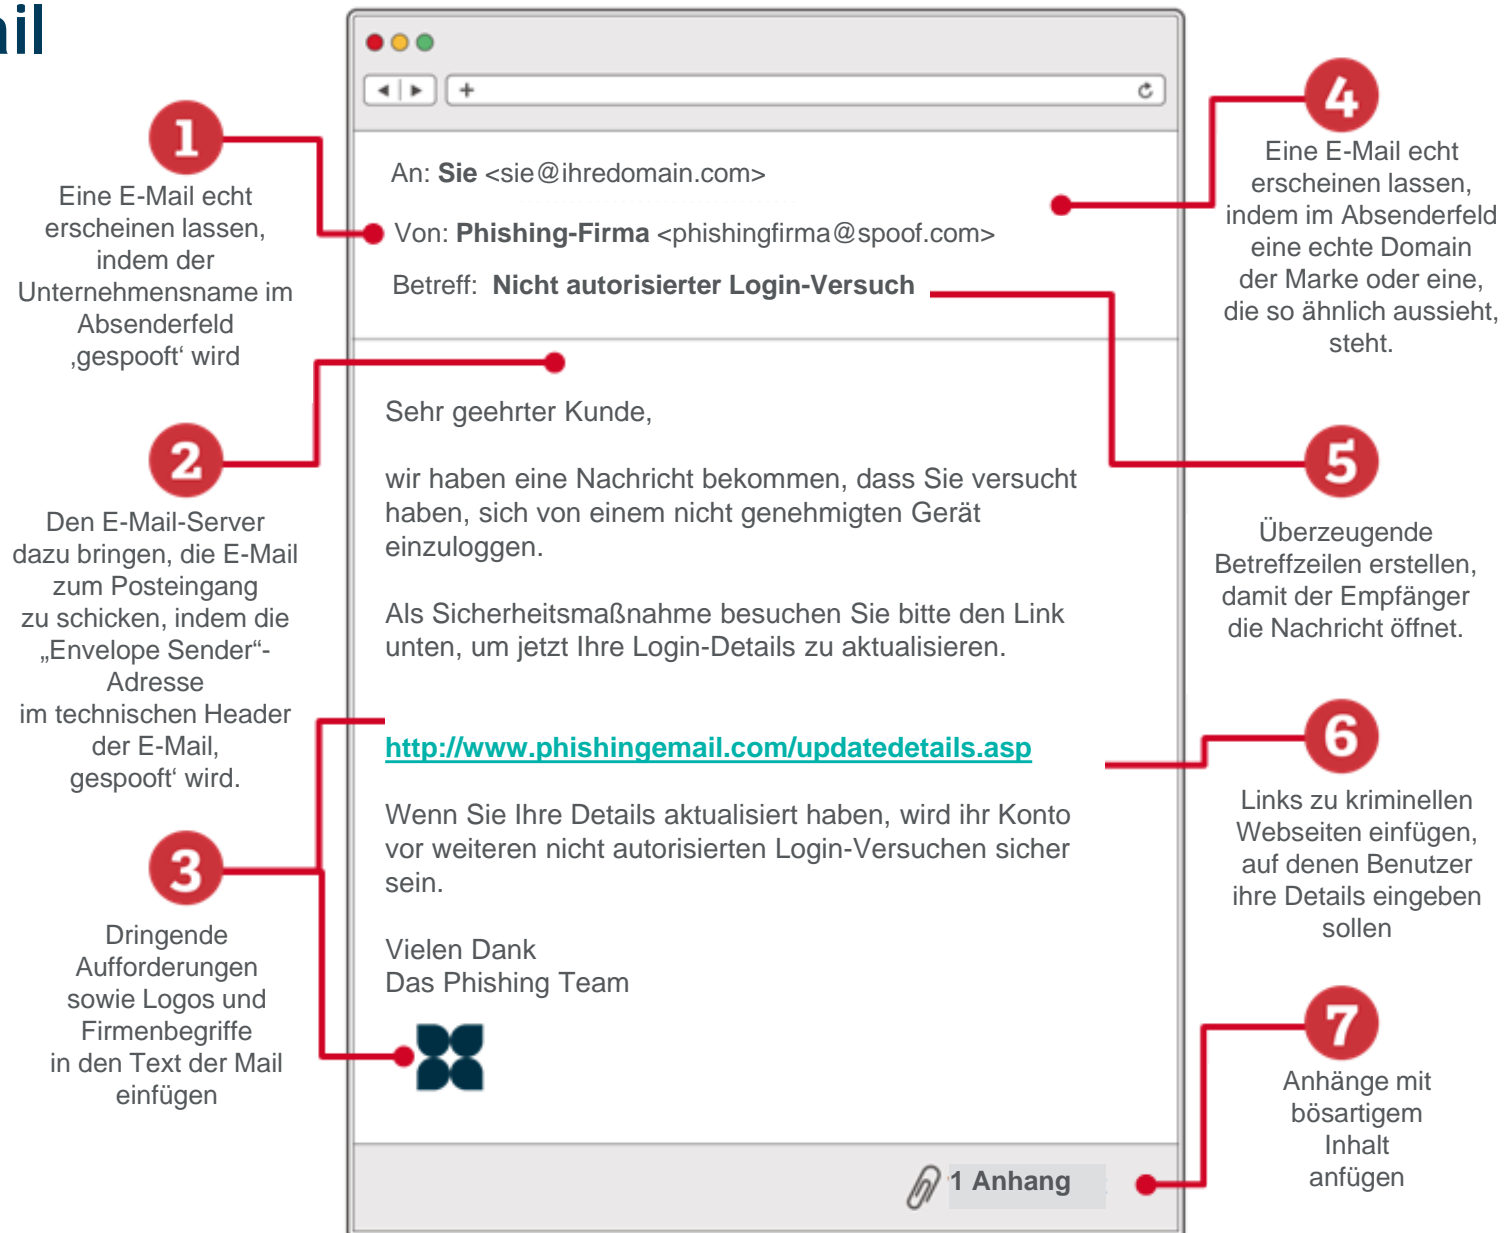 ail
1
Eine E-Mail echt
erscheinen lassen,
indem der
Unternehmensname im
Absenderfeld
‚gespooft‘ wird
2
Den E-Mail-Server
dazu bringen, die E-Mail
zum Posteingang
zu schicken, indem die
„Envelope Sender“-
Adresse
im technischen Header
der E-Mail,
gespooft‘ wird.
3
Dringende
Aufforderungen
sowie Logos und
Firmenbegriffe
in den Text der Mail
einfügen
An: Sie <sie@ihredomain.com>
Von: Phishing-Firma <phishingfirma@spoof.com>
Betreff: Nicht autorisierter Login-Versuch
Sehr geehrter Kunde,
wir haben eine Nachricht bekommen, dass Sie versucht
haben, sich von einem nicht genehmigten Gerät
einzuloggen.
Als Sicherheitsmaßnahme besuchen Sie bitte den Link
unten, um jetzt Ihre Login-Details zu aktualisieren.
http://www.phishingemail.com/updatedetails.asp
Wenn Sie Ihre Details aktualisiert haben, wird ihr Konto
vor weiteren nicht autorisierten Login-Versuchen sicher
sein.
Vielen Dank
Das Phishing Team
1 Anhang
4
Eine E-Mail echt
erscheinen lassen,
indem im Absenderfeld
eine echte Domain
der Marke oder eine,
die so ähnlich aussieht,
steht.
5
Überzeugende
Betreffzeilen erstellen,
damit der Empfänger
die Nachricht öffnet.
6
Links zu kriminellen
Webseiten einfügen,
auf denen Benutzer
ihre Details eingeben
sollen
7
Anhänge mit
bösartigem
Inhalt
anfügen